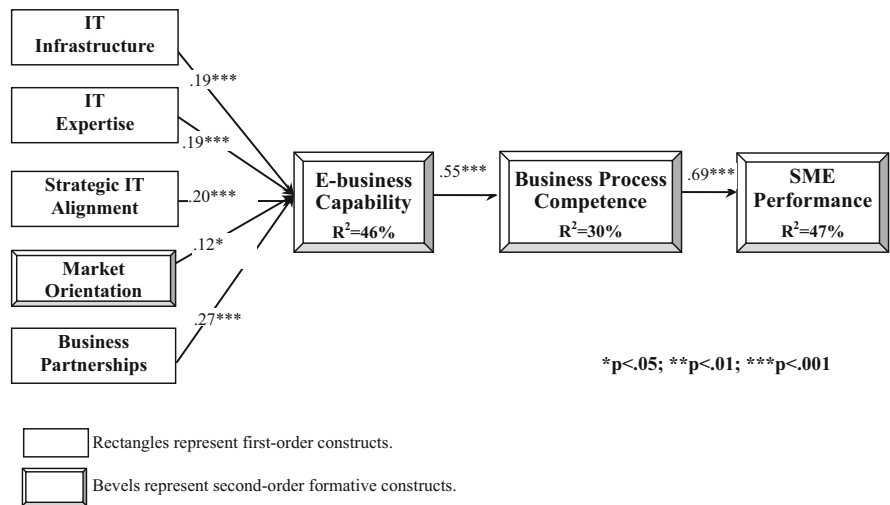 IT
Infrastructure
.19***
IT
Expertise
.19***
Strategic IT
Alignment
.20***
Market
Orientation
.12*
Business
Partnerships
.27***
E-business
Capability
R²=46%
.55***
Business Process
Competence
R²=30%
.69***
SME
Performance
R²=47%
*p<.05; **p<.01; ***p<.001
Rectangles represent first-order constructs.
Bevels represent second-order formative constructs.